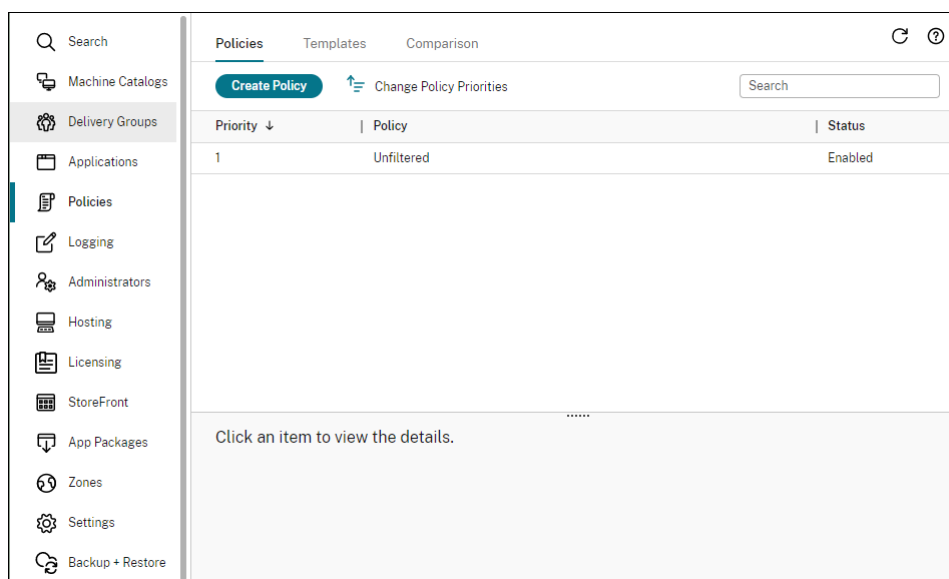 Search
Machine Catalogs
Delivery Groups
Applications
Policies
Logging
Administrators
Hosting
Licensing
StoreFront
App Packages
Zones
Settings
Backup + Restore
Policies Templates Comparison
Create Policy Change Policy Priorities Search
Priority ↓ | Policy | Status
1 Unfiltered Enabled
Click an item to view the details.